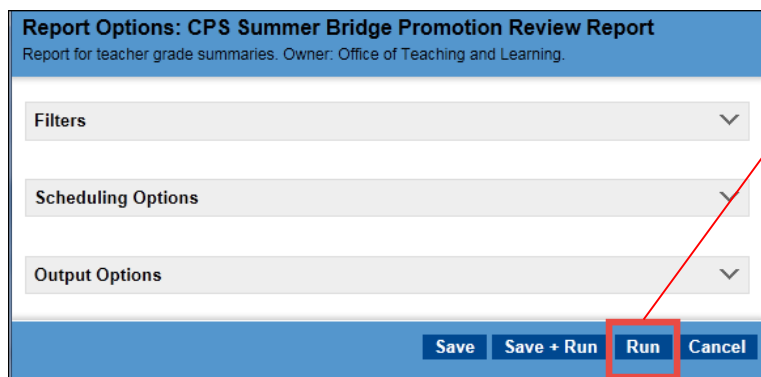 Report Options: CPS Summer Bridge Promotion Review Report
Report for teacher grade summaries. Owner: Office of Teaching and Learning.
Filters
Scheduling Options
Output Options
Save Save + Run Run Cancel